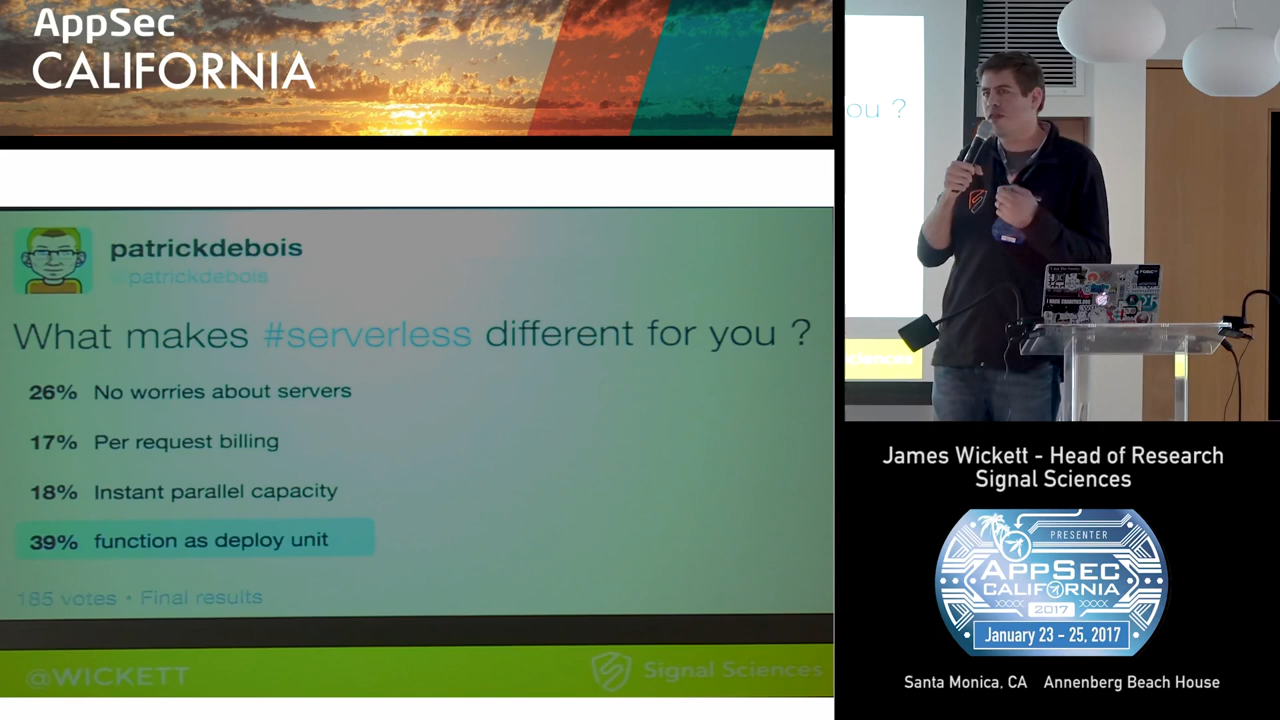 AppSec
CALIFORNIA
patrickdebois
patrickdebois
What makes #serverless different for you ?
26% No worries about servers
17% Per request billing
18% Instant parallel capacity
39% function as deploy unit
185 votes • Final results
@WICKETT
Signal Sciences
ou ?
James Wickett - Head of Research
Signal Sciences
PRESENTER
APPSEC
CALIFORNIA
2017
January 23 - 25, 2017
Santa Monica, CA Annenberg Beach House